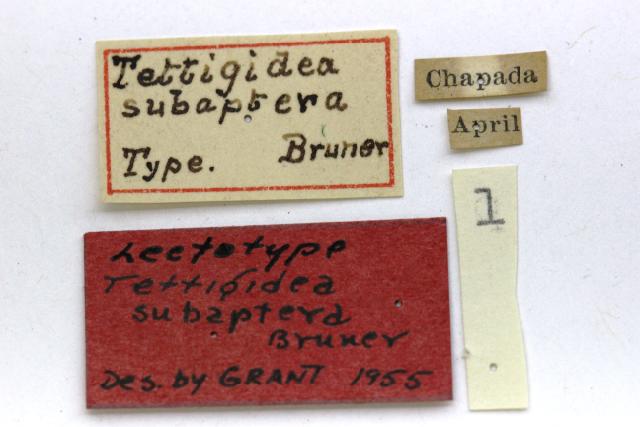 Tettigidea
subaptera
Type. Bruner
Chapada
April
1
Lectotype
Tettigidea
subaptera
Bruner
Des. by GRANT 1955